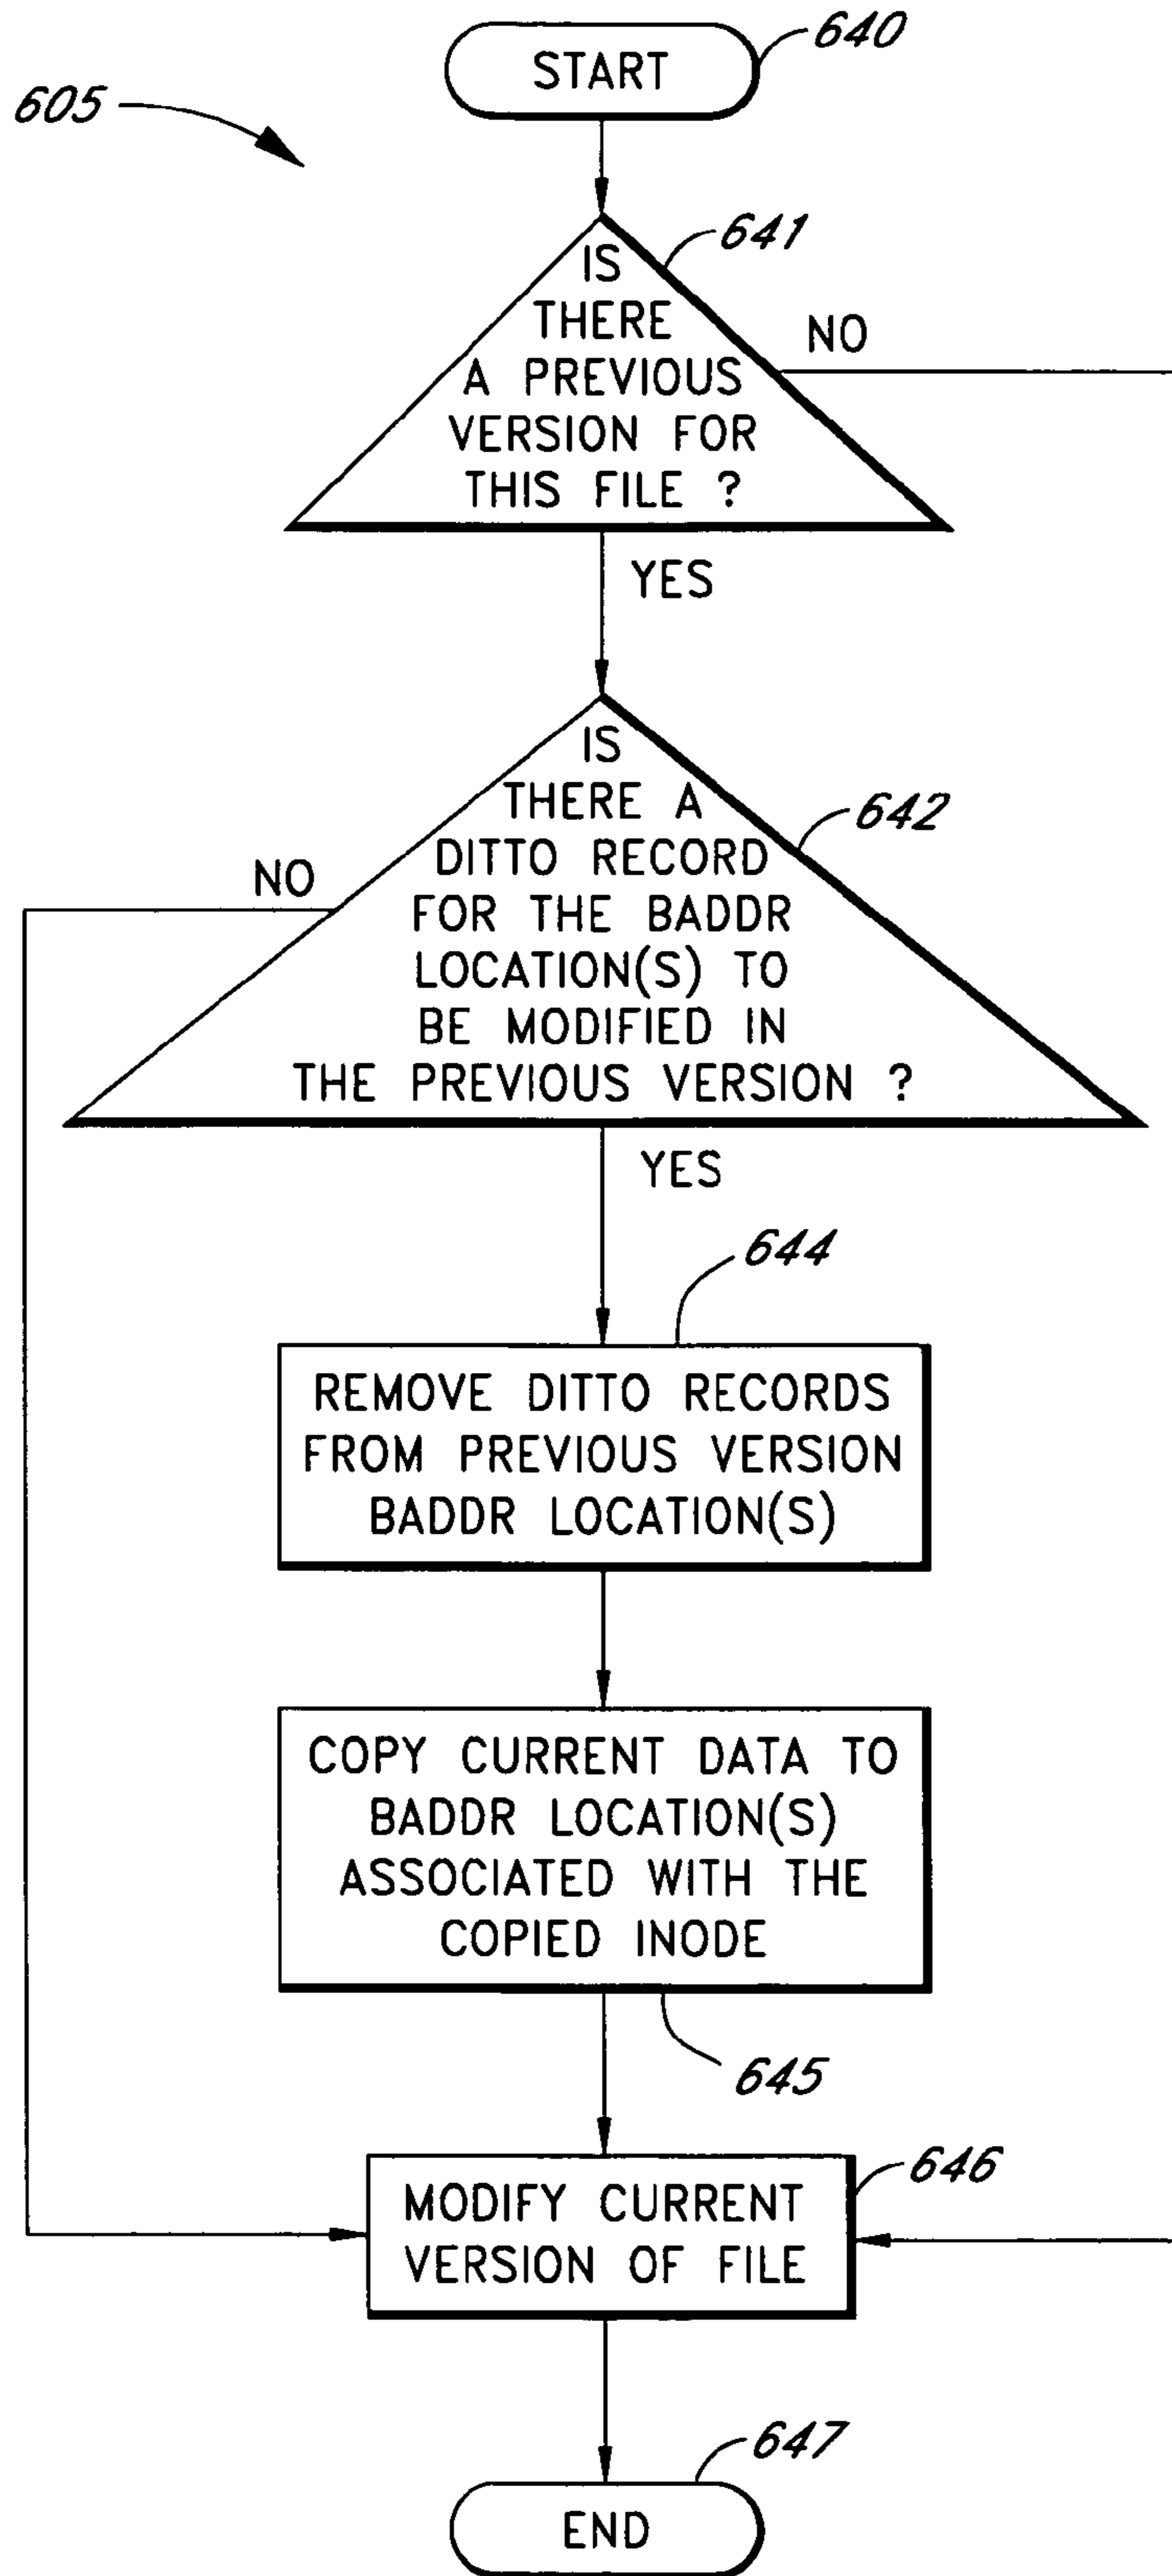 640
START
605
641
IS
THERE
A PREVIOUS
VERSION FOR
THIS FILE ?
NO
YES
IS
THERE A
DITTO RECORD
FOR THE BADDR
LOCATION(S) TO
BE MODIFIED IN
THE PREVIOUS VERSION ?
642
NO
YES
644
REMOVE DITTO RECORDS
FROM PREVIOUS VERSION
BADDR LOCATION(S)
COPY CURRENT DATA TO
BADDR LOCATION(S)
ASSOCIATED WITH THE
COPIED INODE
645
646
MODIFY CURRENT
VERSION OF FILE
647
END